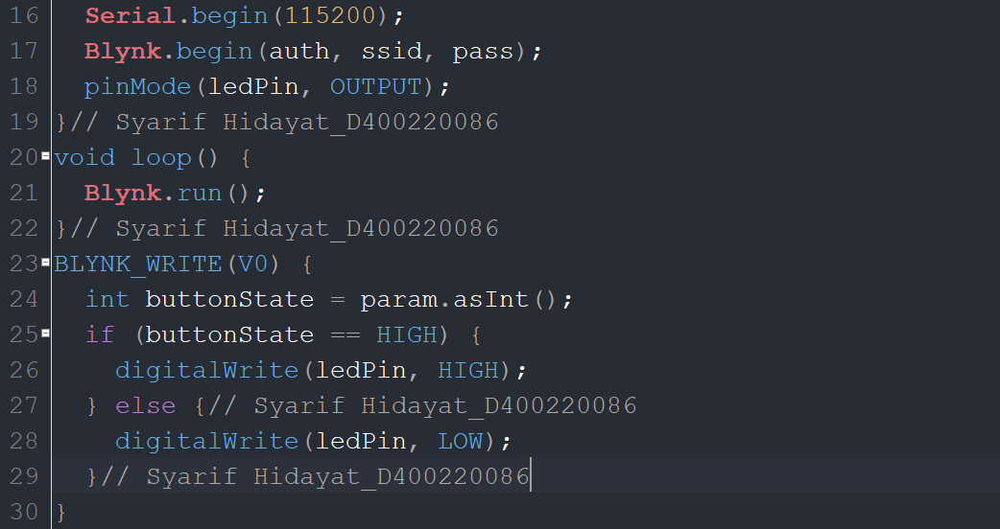 16   Serial.begin(115200);
17   Blynk.begin(auth, ssid, pass);
18   pinMode(ledPin, OUTPUT);
19 }// Syarif Hidayat_D400220086
20 void loop() {
21   Blynk.run();
22 }// Syarif Hidayat_D400220086
23 BLYNK_WRITE(V0) {
24   int buttonState = param.asInt();
25   if (buttonState == HIGH) {
26     digitalWrite(ledPin, HIGH);
27   } else {// Syarif Hidayat_D400220086
28     digitalWrite(ledPin, LOW);
29   }// Syarif Hidayat_D400220086
30 }